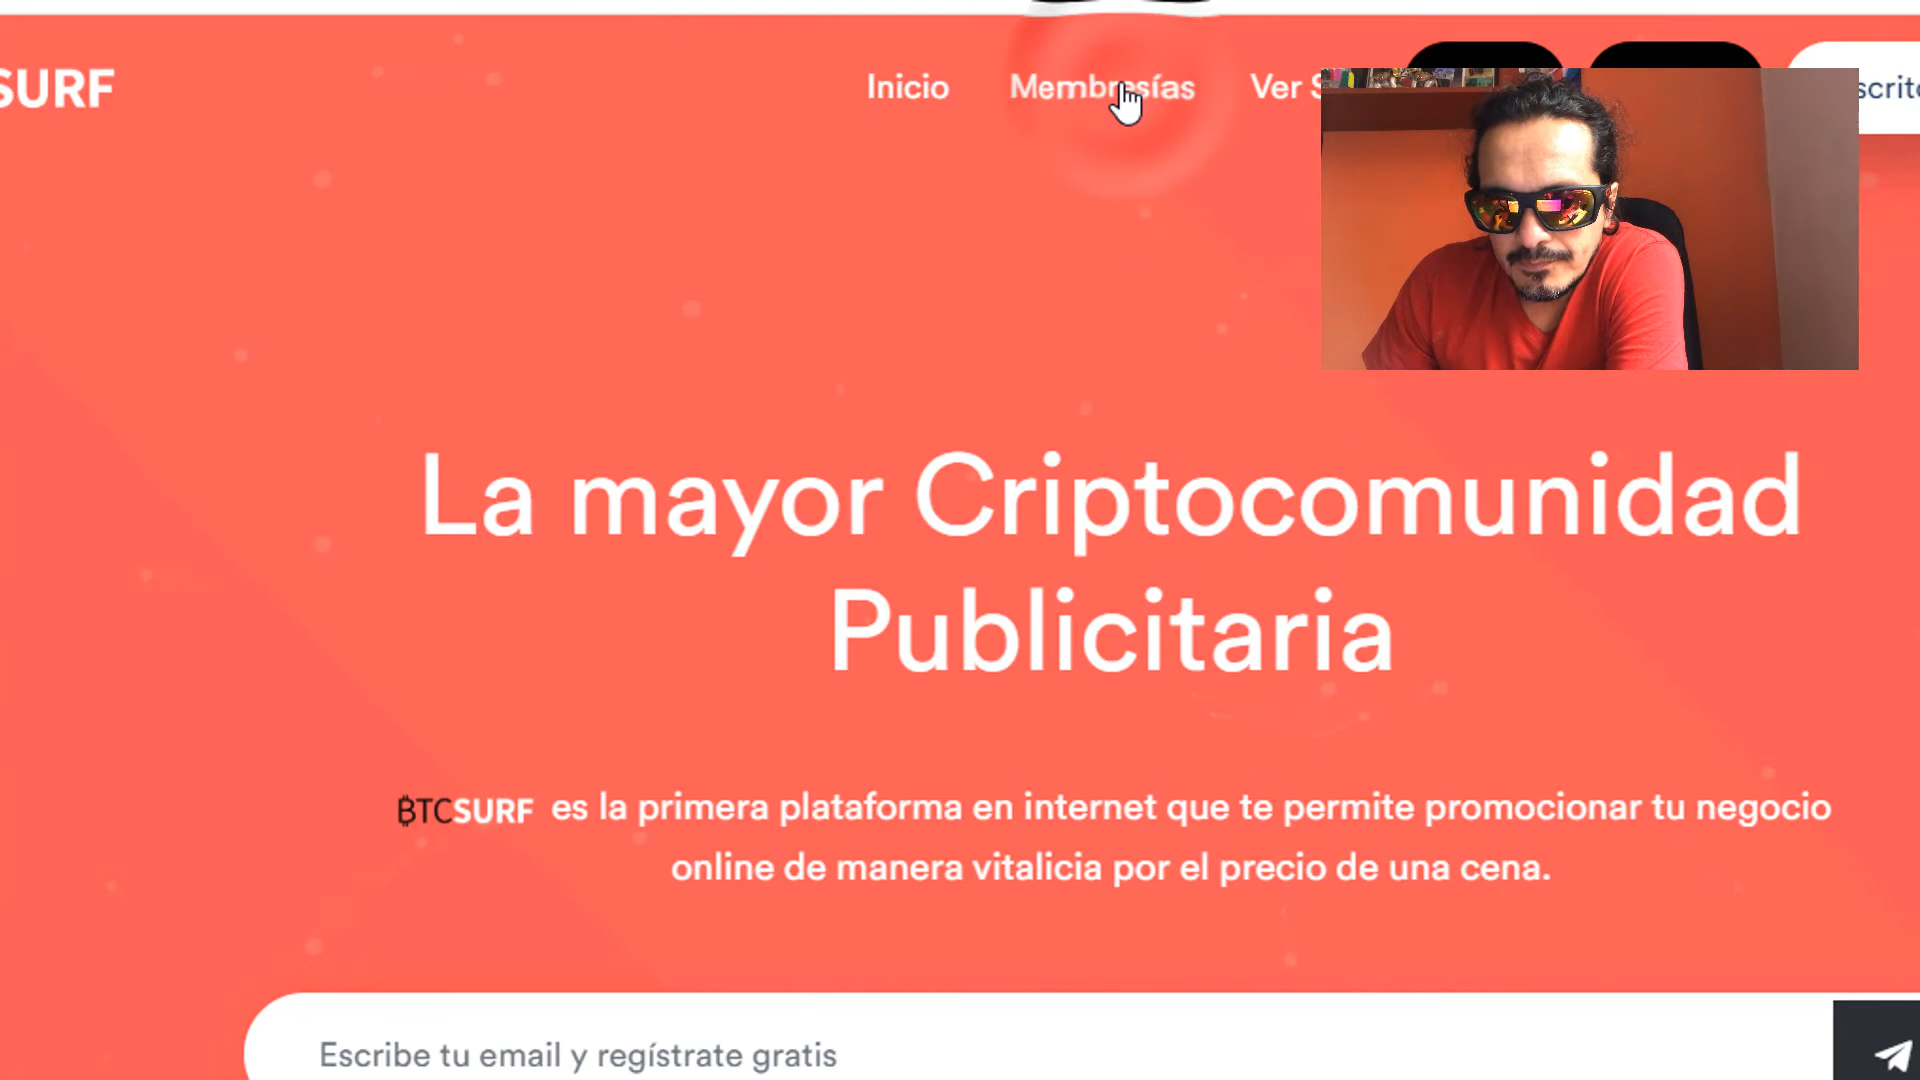 SURF
Inicio
Membresías
Ver
La mayor Criptocomunidad
Publicitaria
BTCSURF es la primera plataforma en internet que te permite promocionar tu negocio
online de manera vitalicia por el precio de una cena.
Escribe tu email y regístrate gratis